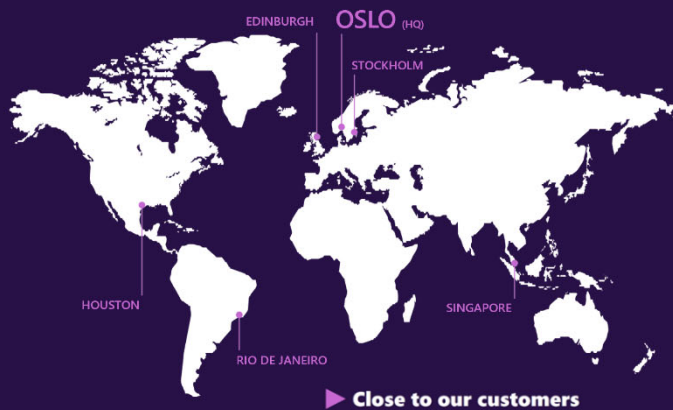 EDINBURGH
OSLO (HQ)
STOCKHOLM
HOUSTON
SINGAPORE
RIO DE JANEIRO
Close to our customers